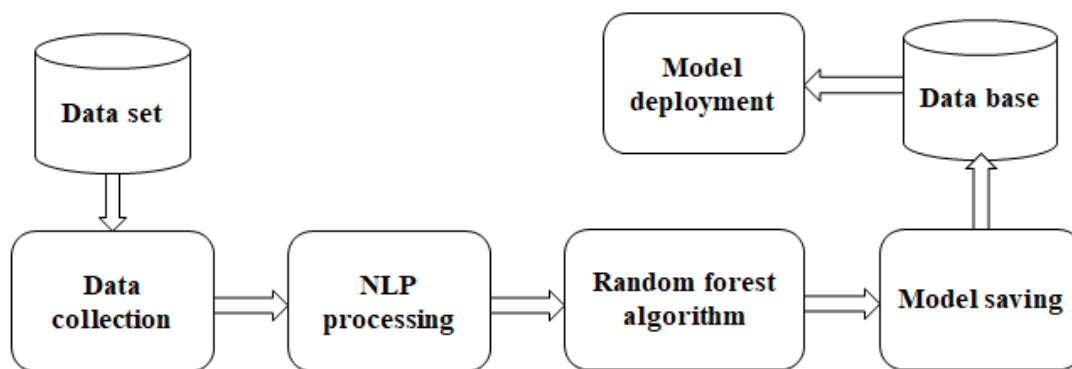 Data set
Model
deployment
Data base
Data
collection
NLP
processing
Random forest
algorithm
Model saving